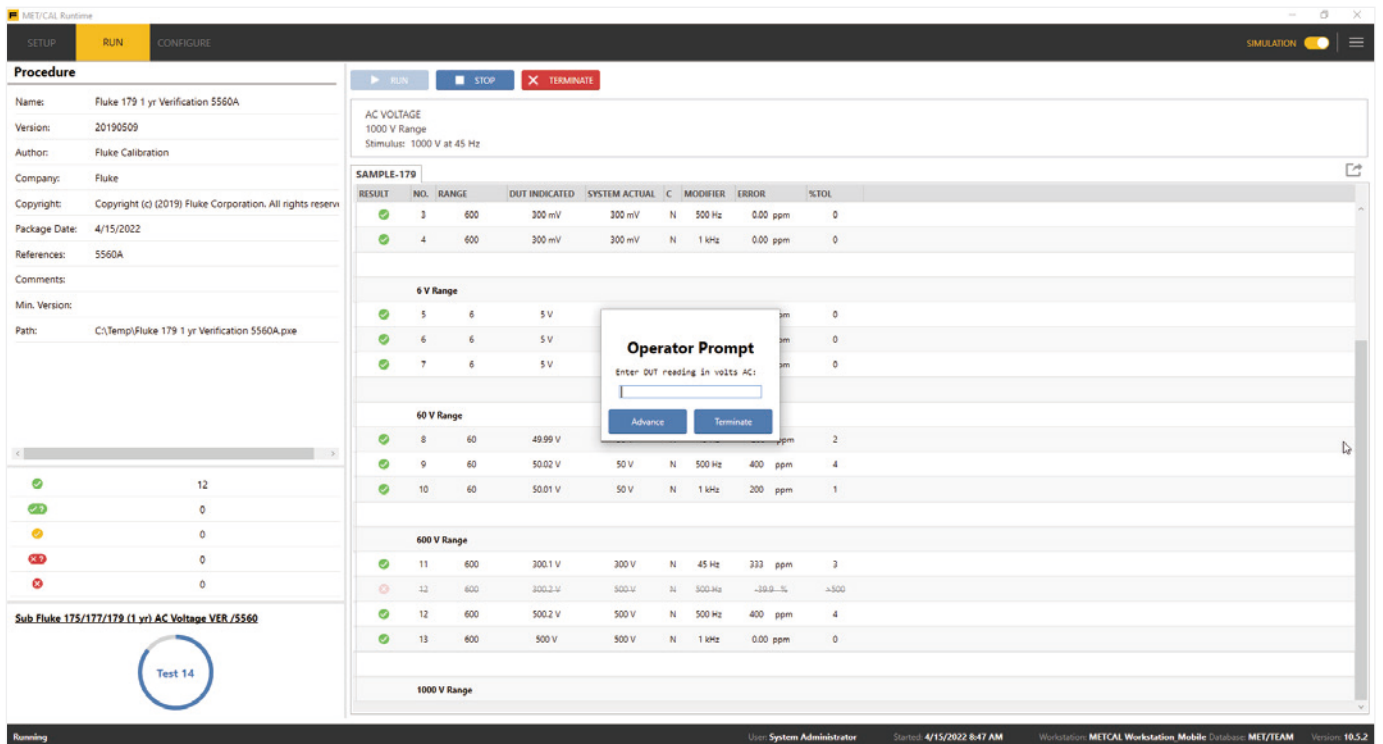 MET/CAL Runtime
SETUP RUN CONFIGURE SIMULATION
Procedure
Name: Fluke 179 1 yr Verification 5560A
Version: 20190509
Author: Fluke Calibration
Company: Fluke
Copyright: Copyright (c) (2019) Fluke Corporation. All rights reserv
Package Date: 4/15/2022
References: 5560A
Comments:
Min. Version:
Path: C:\Temp\Fluke 179 1 yr Verification 5560A.pxe
12
0
0
0
0
Sub Fluke 175/177/179 (1 yr) AC Voltage VER /5560
Test 14
RUN STOP TERMINATE
AC VOLTAGE
1000 V Range
Stimulus: 1000 V at 45 Hz
SAMPLE-179
RESULT NO. RANGE DUT INDICATED SYSTEM ACTUAL C MODIFIER ERROR %TOL
3 600 300 mV 300 mV N 500 Hz 0.00 ppm 0
4 600 300 mV 300 mV N 1 kHz 0.00 ppm 0
6 V Range
5 6 5 V 0
6 6 5 V 0
7 6 5 V 0
60 V Range
8 60 49.99 V ppm 2
9 60 50.02 V 50 V N 500 Hz 400 ppm 4
10 60 50.01 V 50 V N 1 kHz 200 ppm 1
600 V Range
11 600 300.1 V 300 V N 45 Hz 333 ppm 3
12 600 300.2 V 500 V N 500 Hz -39.9 % >500
12 600 500.2 V 500 V N 500 Hz 400 ppm 4
13 600 500 V 500 V N 1 kHz 0.00 ppm 0
1000 V Range
Operator Prompt
Enter DUT reading in volts AC:
Advance Terminate
Running User: System Administrator Started: 4/15/2022 8:47 AM Workstation: METCAL Workstation_Mobile Database: MET/TEAM Version: 10.5.2